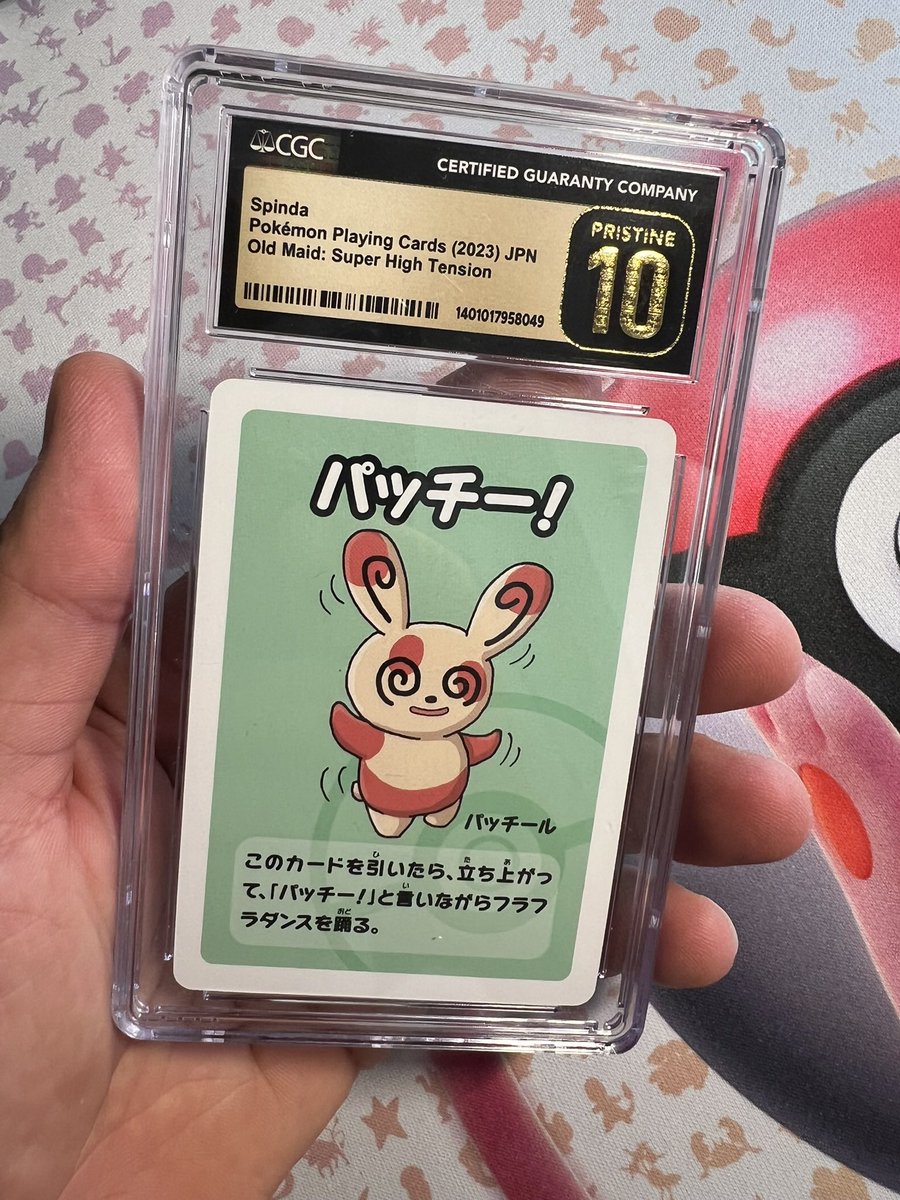 CGC
CERTIFIED GUARANTY COMPANY
Spinda
Pokémon Playing Cards (2023) JPN
Old Maid: Super High Tension
1401017958049
PRISTINE
10
パッチー!
パッチール
このカードを引いたら、立ち上がっ
て、「パッチー!」と言いながらフラフ
ラダンスを踊る。